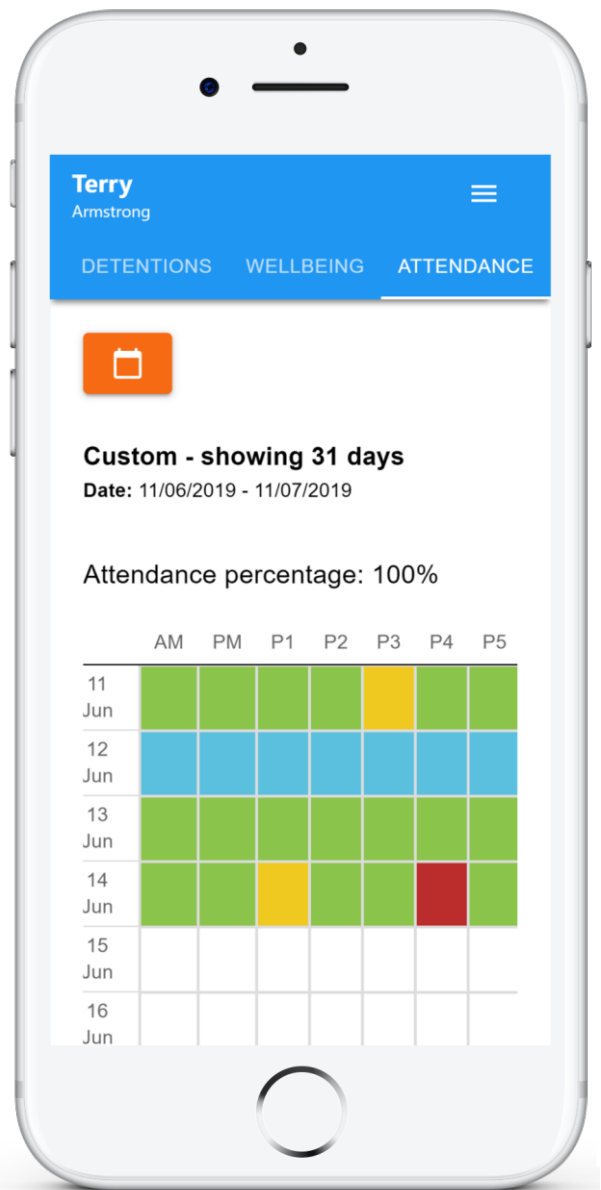 Terry
Armstrong
DETENTIONS WELLBEING ATTENDANCE
Custom - showing 31 days
Date: 11/06/2019 - 11/07/2019
Attendance percentage: 100%
AM PM P1 P2 P3 P4 P5
11
Jun
12
Jun
13
Jun
14
Jun
15
Jun
16
Jun